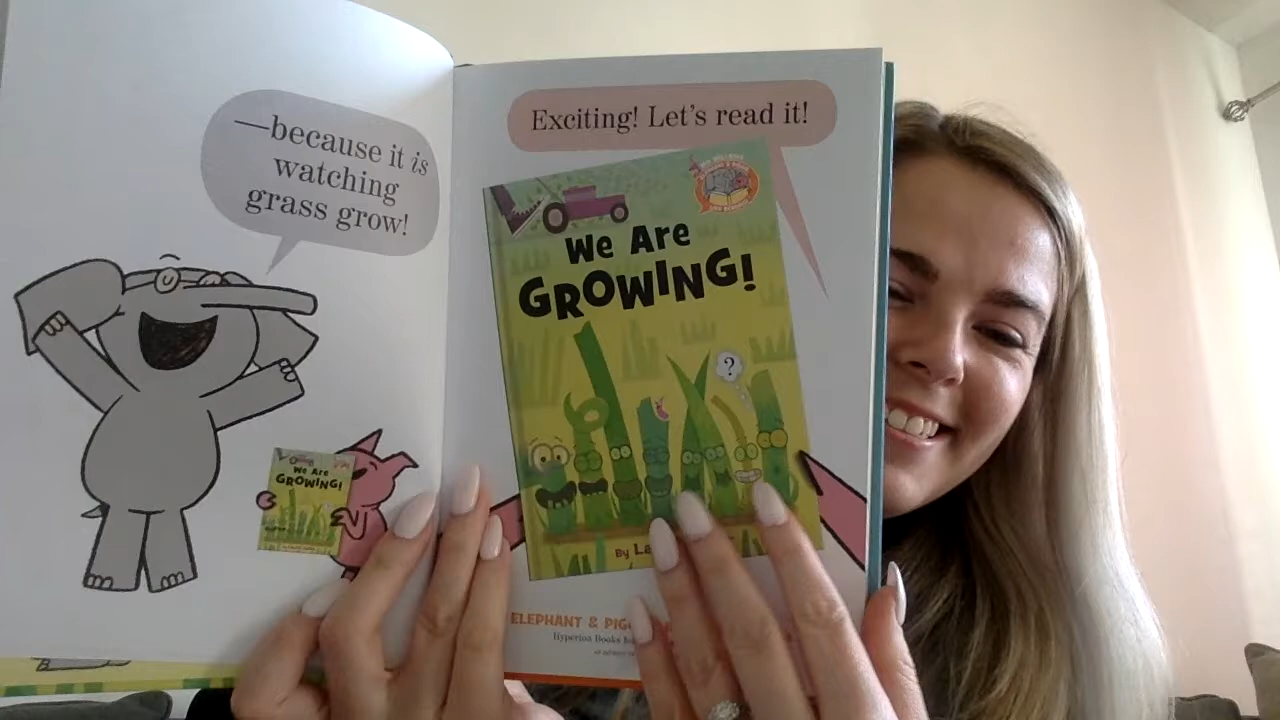 —because it is
watching
grass grow!
We Are
GROWING!
Exciting! Let's read it!
We Are
GROWING!
?
By
ELEPHANT & 
Hyperion Books